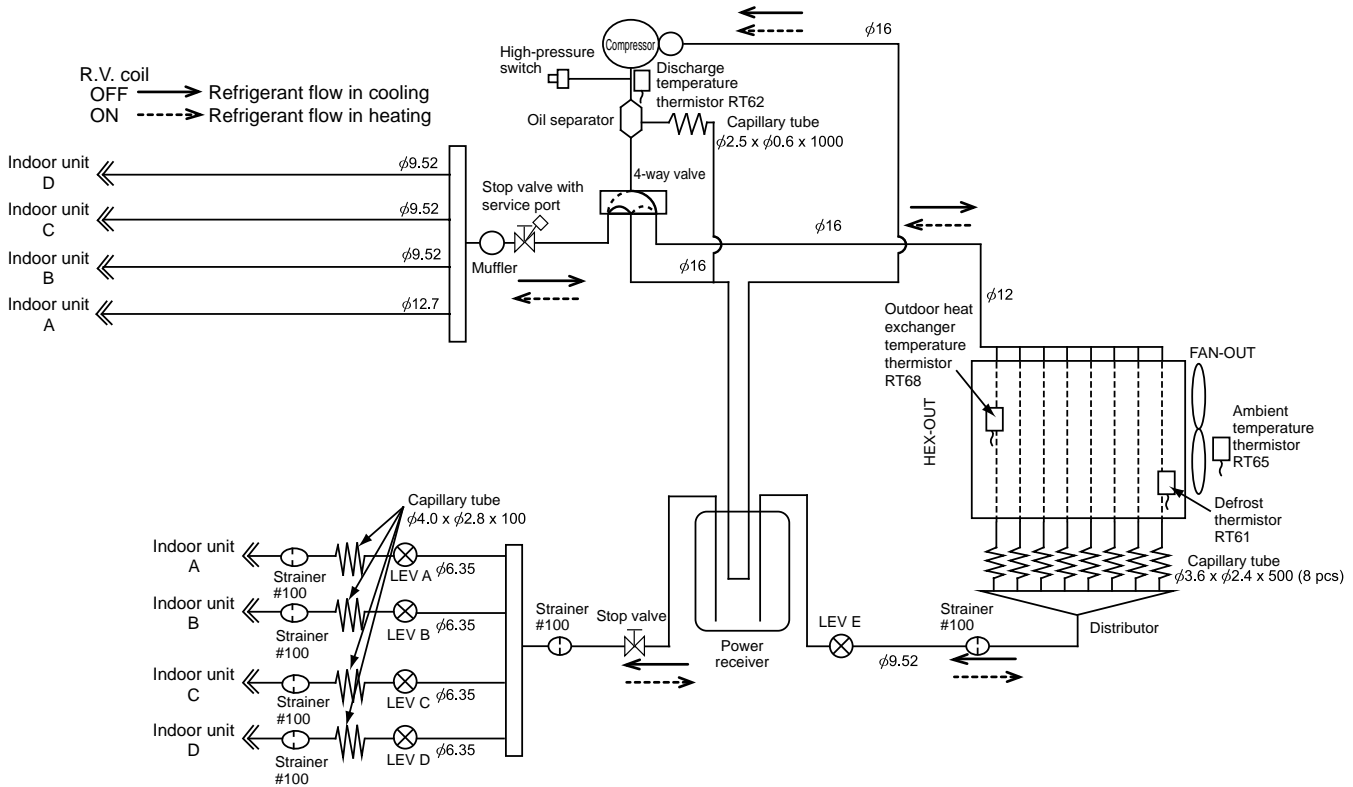 R.V. coil
OFF Refrigerant flow in cooling
ON Refrigerant flow in heating
Compressor
ϕ16
High-pressure
switch
Discharge
temperature
thermistor RT62
Oil separator
Capillary tube
ϕ2.5 x ϕ0.6 x 1000
4-way valve
Indoor unit
D
ϕ9.52
Indoor unit
C
ϕ9.52
Indoor unit
B
ϕ9.52
Indoor unit
A
ϕ12.7
Stop valve with
service port
Muffler
ϕ16
ϕ16
ϕ12
Outdoor heat
exchanger
temperature
thermistor
RT68
FAN-OUT
HEX-OUT
Ambient
temperature
thermistor
RT65
Defrost
thermistor
RT61
Capillary tube
ϕ3.6 x ϕ2.4 x 500 (8 pcs)
Distributor
Strainer
#100
ϕ9.52
LEV E
Power
receiver
Stop valve
Strainer
#100
Capillary tube
ϕ4.0 x ϕ2.8 x 100
Indoor unit
A
Strainer
#100
LEV A
ϕ6.35
Indoor unit
B
Strainer
#100
LEV B
ϕ6.35
Indoor unit
C
Strainer
#100
LEV C
ϕ6.35
Indoor unit
D
Strainer
#100
LEV D
ϕ6.35